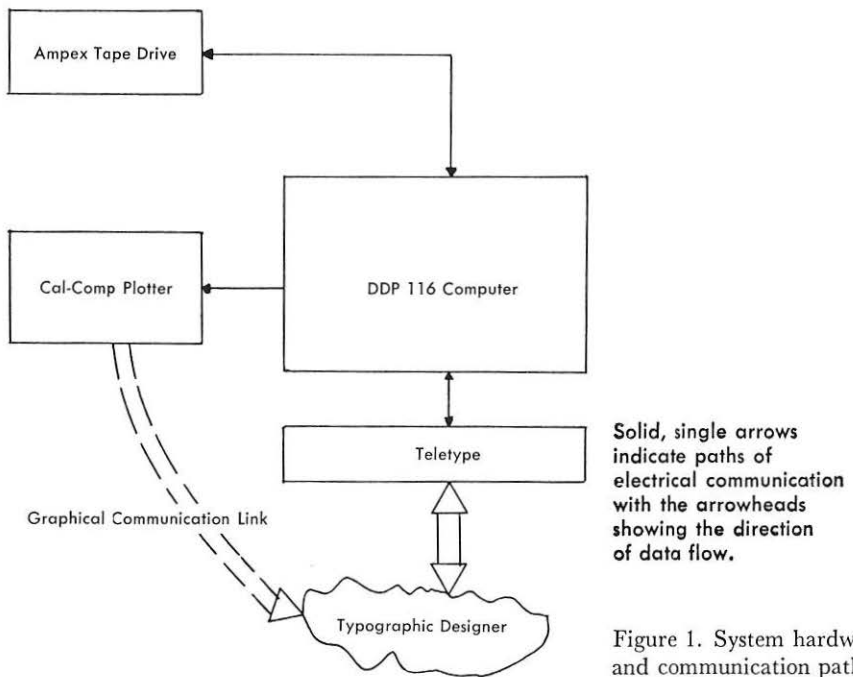 Ampex Tape Drive
Cal-Comp Plotter
DDP 116 Computer
Teletype
Graphical Communication Link
Typographic Designer
Solid, single arrows
indicate paths of
electrical communication
with the arrowheads
showing the direction
of data flow.
Figure 1. System
and communication